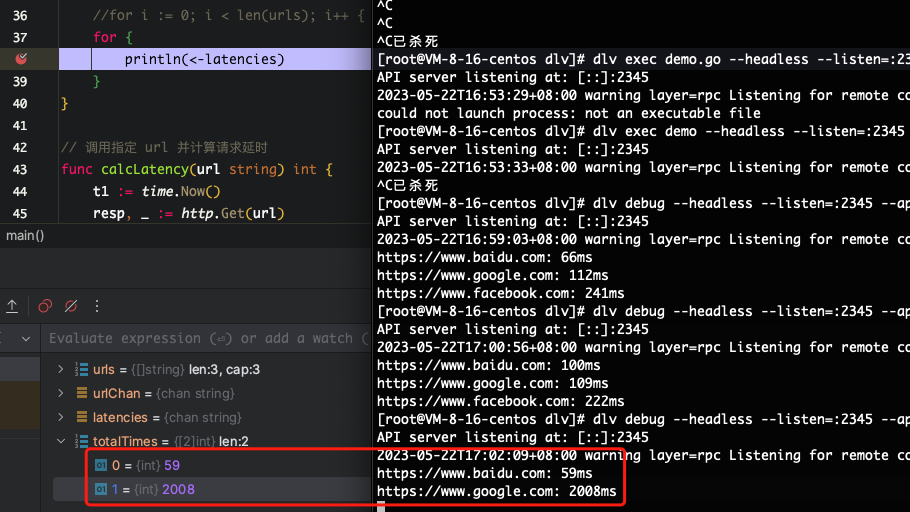 36 //for i := 0; i < len(urls); i++ {
37 for {
println(<-latencies)
39 }
40 }
41
42 // 调用指定 url 并计算请求延时
43 func calcLatency(url string) int {
44 t1 := time.Now()
45 resp, _ := http.Get(url)
main()
Evaluate expression (⏎) or add a watch (
urls = {[]string} len:3, cap:3
urlChan = {chan string}
latencies = {chan string}
totalTimes = {[2]int} len:2
0 = {int} 59
1 = {int} 2008
^C
^C
^C已杀死
[root@VM-8-16-centos dlv]# dlv exec demo.go --headless --listen=:23
API server listening at: [::]:2345
2023-05-22T16:53:29+08:00 warning layer=rpc Listening for remote co
could not launch process: not an executable file
[root@VM-8-16-centos dlv]# dlv exec demo --headless --listen=:2345
API server listening at: [::]:2345
2023-05-22T16:53:33+08:00 warning layer=rpc Listening for remote co
^C已杀死
[root@VM-8-16-centos dlv]# dlv debug --headless --listen=:2345 --ap
API server listening at: [::]:2345
2023-05-22T16:59:03+08:00 warning layer=rpc Listening for remote co
https://www.baidu.com: 66ms
https://www.google.com: 112ms
https://www.facebook.com: 241ms
[root@VM-8-16-centos dlv]# dlv debug --headless --listen=:2345 --ap
API server listening at: [::]:2345
2023-05-22T17:00:56+08:00 warning layer=rpc Listening for remote co
https://www.baidu.com: 100ms
https://www.google.com: 109ms
https://www.facebook.com: 222ms
[root@VM-8-16-centos dlv]# dlv debug --headless --listen=:2345 --ap
API server listening at: [::]:2345
2023-05-22T17:02:09+08:00 warning layer=rpc Listening for remote co
https://www.baidu.com: 59ms
https://www.google.com: 2008ms